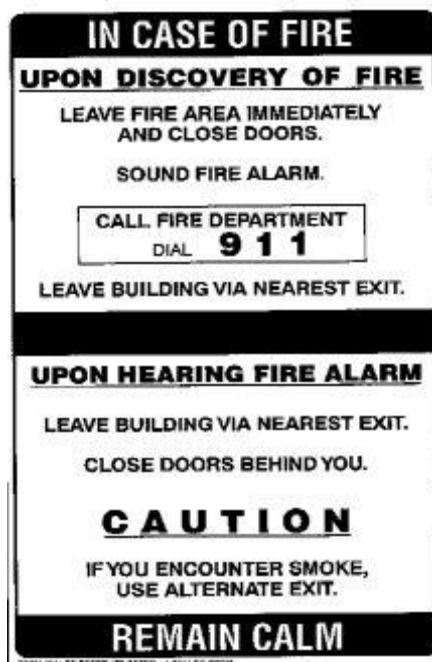 IN CASE OF FIRE
UPON DISCOVERY OF FIRE
LEAVE FIRE AREA IMMEDIATELY
AND CLOSE DOORS.
SOUND FIRE ALARM.
CALL FIRE DEPARTMENT
DIAL 911
LEAVE BUILDING VIA NEAREST EXIT.
UPON HEARING FIRE ALARM
LEAVE BUILDING VIA NEAREST EXIT.
CLOSE DOORS BEHIND YOU.
CAUTION
IF YOU ENCOUNTER SMOKE,
USE ALTERNATE EXIT.
REMAIN CALM